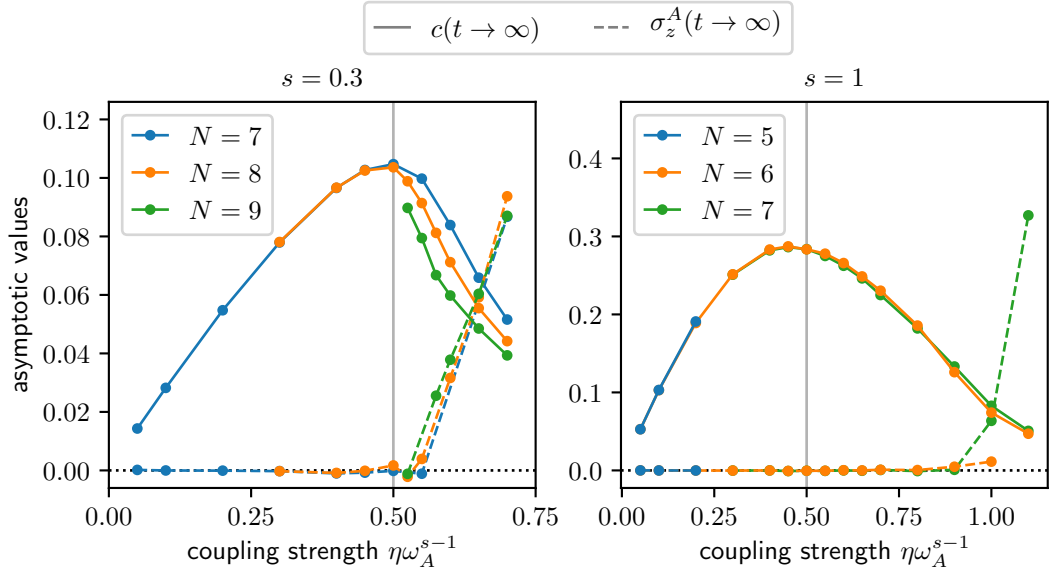 c(t → ∞)    σ_z^A(t → ∞)
s = 0.3
s = 1
asymptotic values
0.12
0.10
0.08
0.06
0.04
0.02
0.00
N = 7
N = 8
N = 9
0.00 0.25 0.50 0.75
coupling strength ηω_A^{s−1}
0.4
0.3
0.2
0.1
0.0
N = 5
N = 6
N = 7
0.00 0.25 0.50 0.75 1.00
coupling strength ηω_A^{s−1}